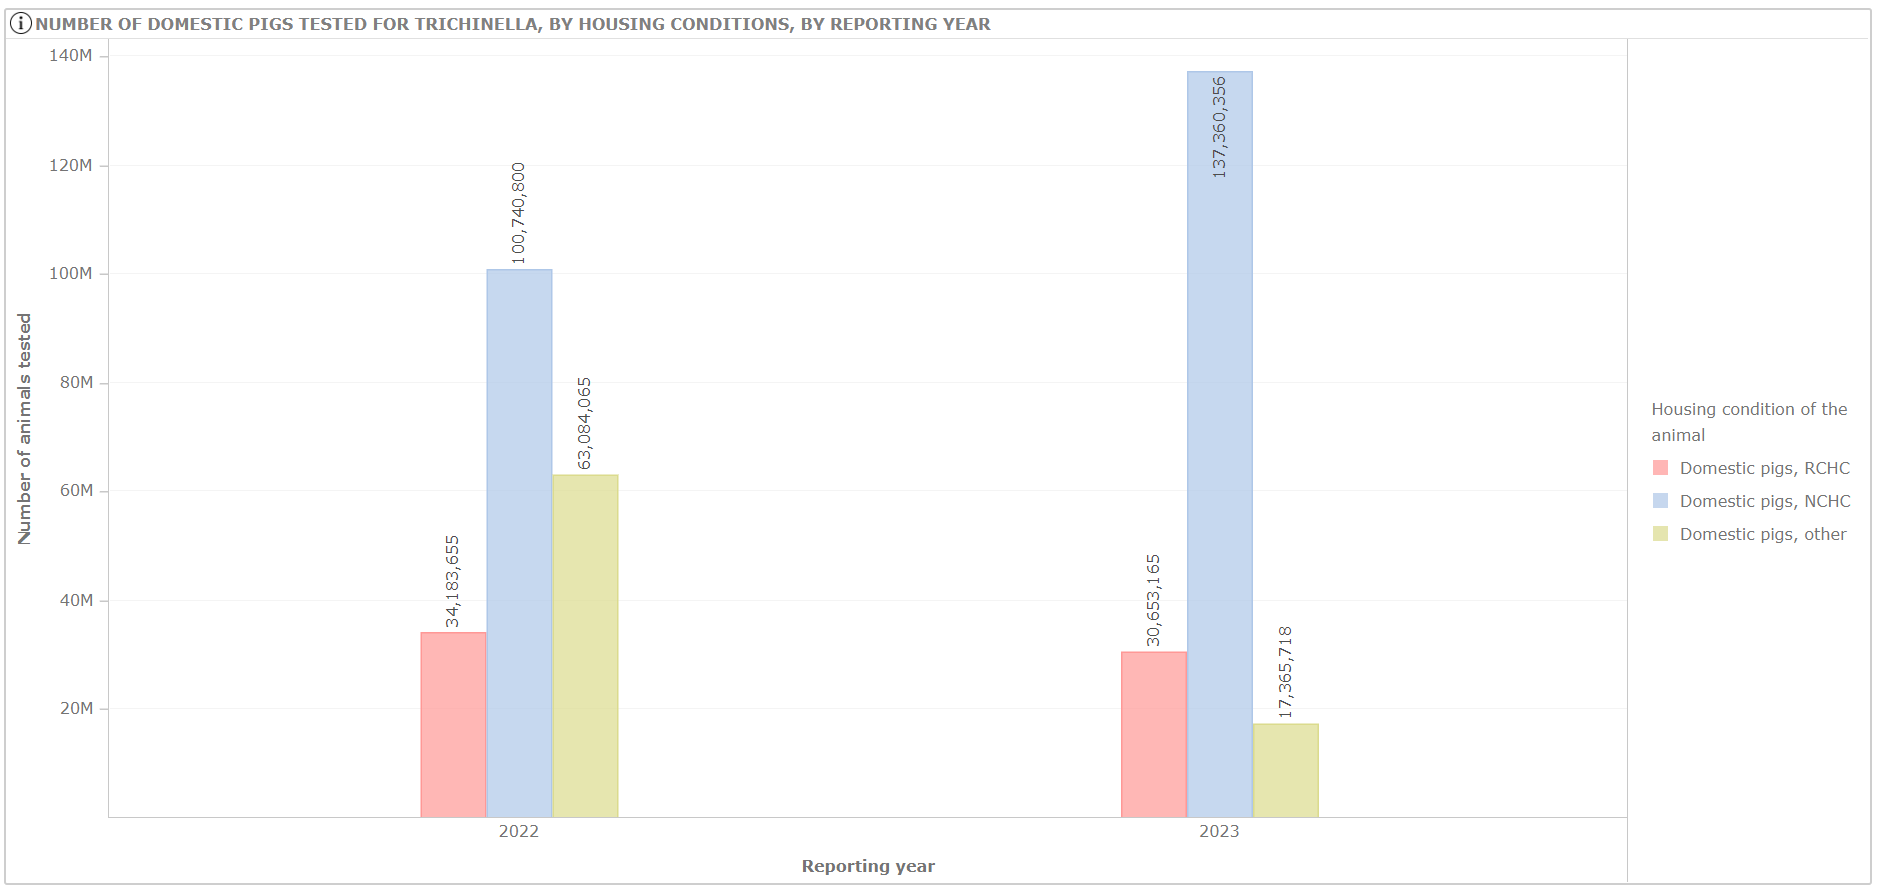 NUMBER OF DOMESTIC PIGS TESTED FOR TRICHINELLA, BY HOUSING CONDITIONS, BY REPORTING YEAR
140M
120M
100M
80M
60M
40M
20M
Number of animals tested
34,183,655
100,740,800
63,084,065
30,653,165
137,360,356
17,365,718
2022
2023
Reporting year
Housing condition of the
animal
Domestic pigs, RCHC
Domestic pigs, NCHC
Domestic pigs, other